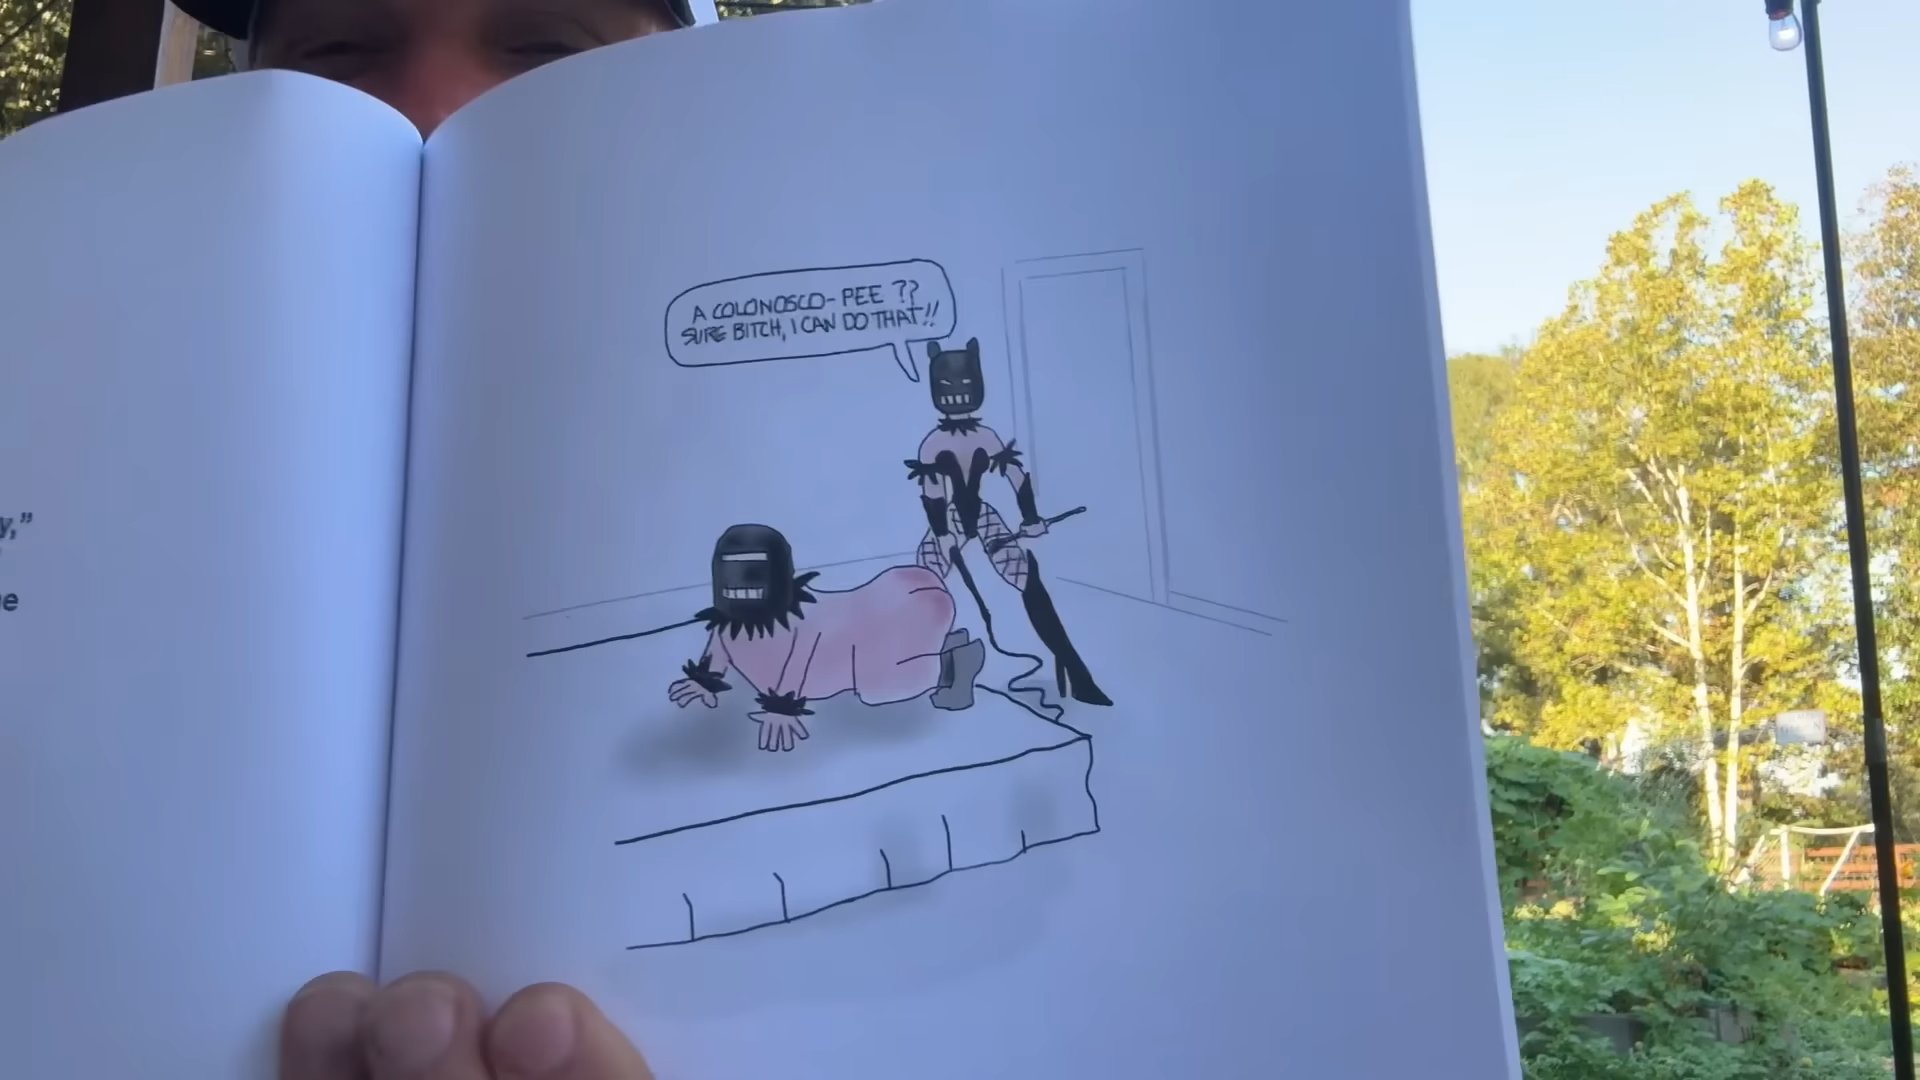 y,”
e
A COLONOSCO-PEE ??
SURE BITCH, I CAN DO THAT!!